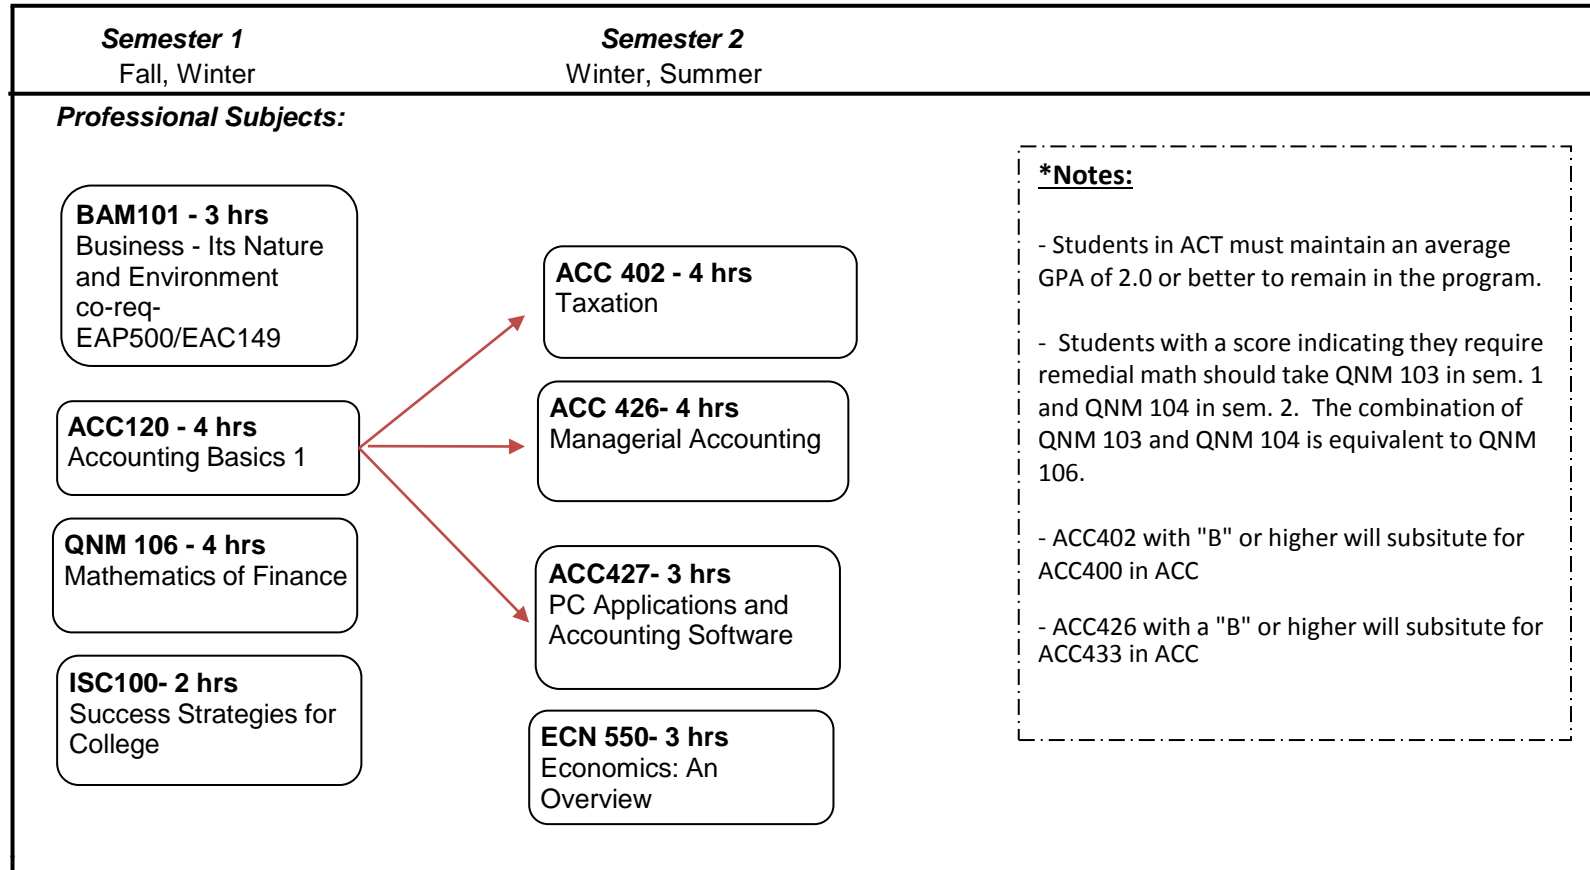 Semester 1
Semester 2
Fall, Winter
Winter, Summer
Professional Subjects:
BAM101 - 3 hrs
Business - Its Nature
and Environment
co-req-
EAP500/EAC149
ACC120 - 4 hrs
Accounting Basics 1
QNM 106 - 4 hrs
Mathematics of Finance
ISC100- 2 hrs
Success Strategies for
College
ACC 402 - 4 hrs
Taxation
ACC 426- 4 hrs
Managerial Accounting
ACC427- 3 hrs
PC Applications and
Accounting Software
ECN 550- 3 hrs
Economics: An
Overview
*Notes:
- Students in ACT must maintain an average
GPA of 2.0 or better to remain in the program.
-  Students with a score indicating they require
remedial math should take QNM 103 in sem. 1
and QNM 104 in sem. 2.  The combination of
QNM 103 and QNM 104 is equivalent to QNM
106.
- ACC402 with "B" or higher will subsitute for
ACC400 in ACC
- ACC426 with a "B" or higher will subsitute for
ACC433 in ACC